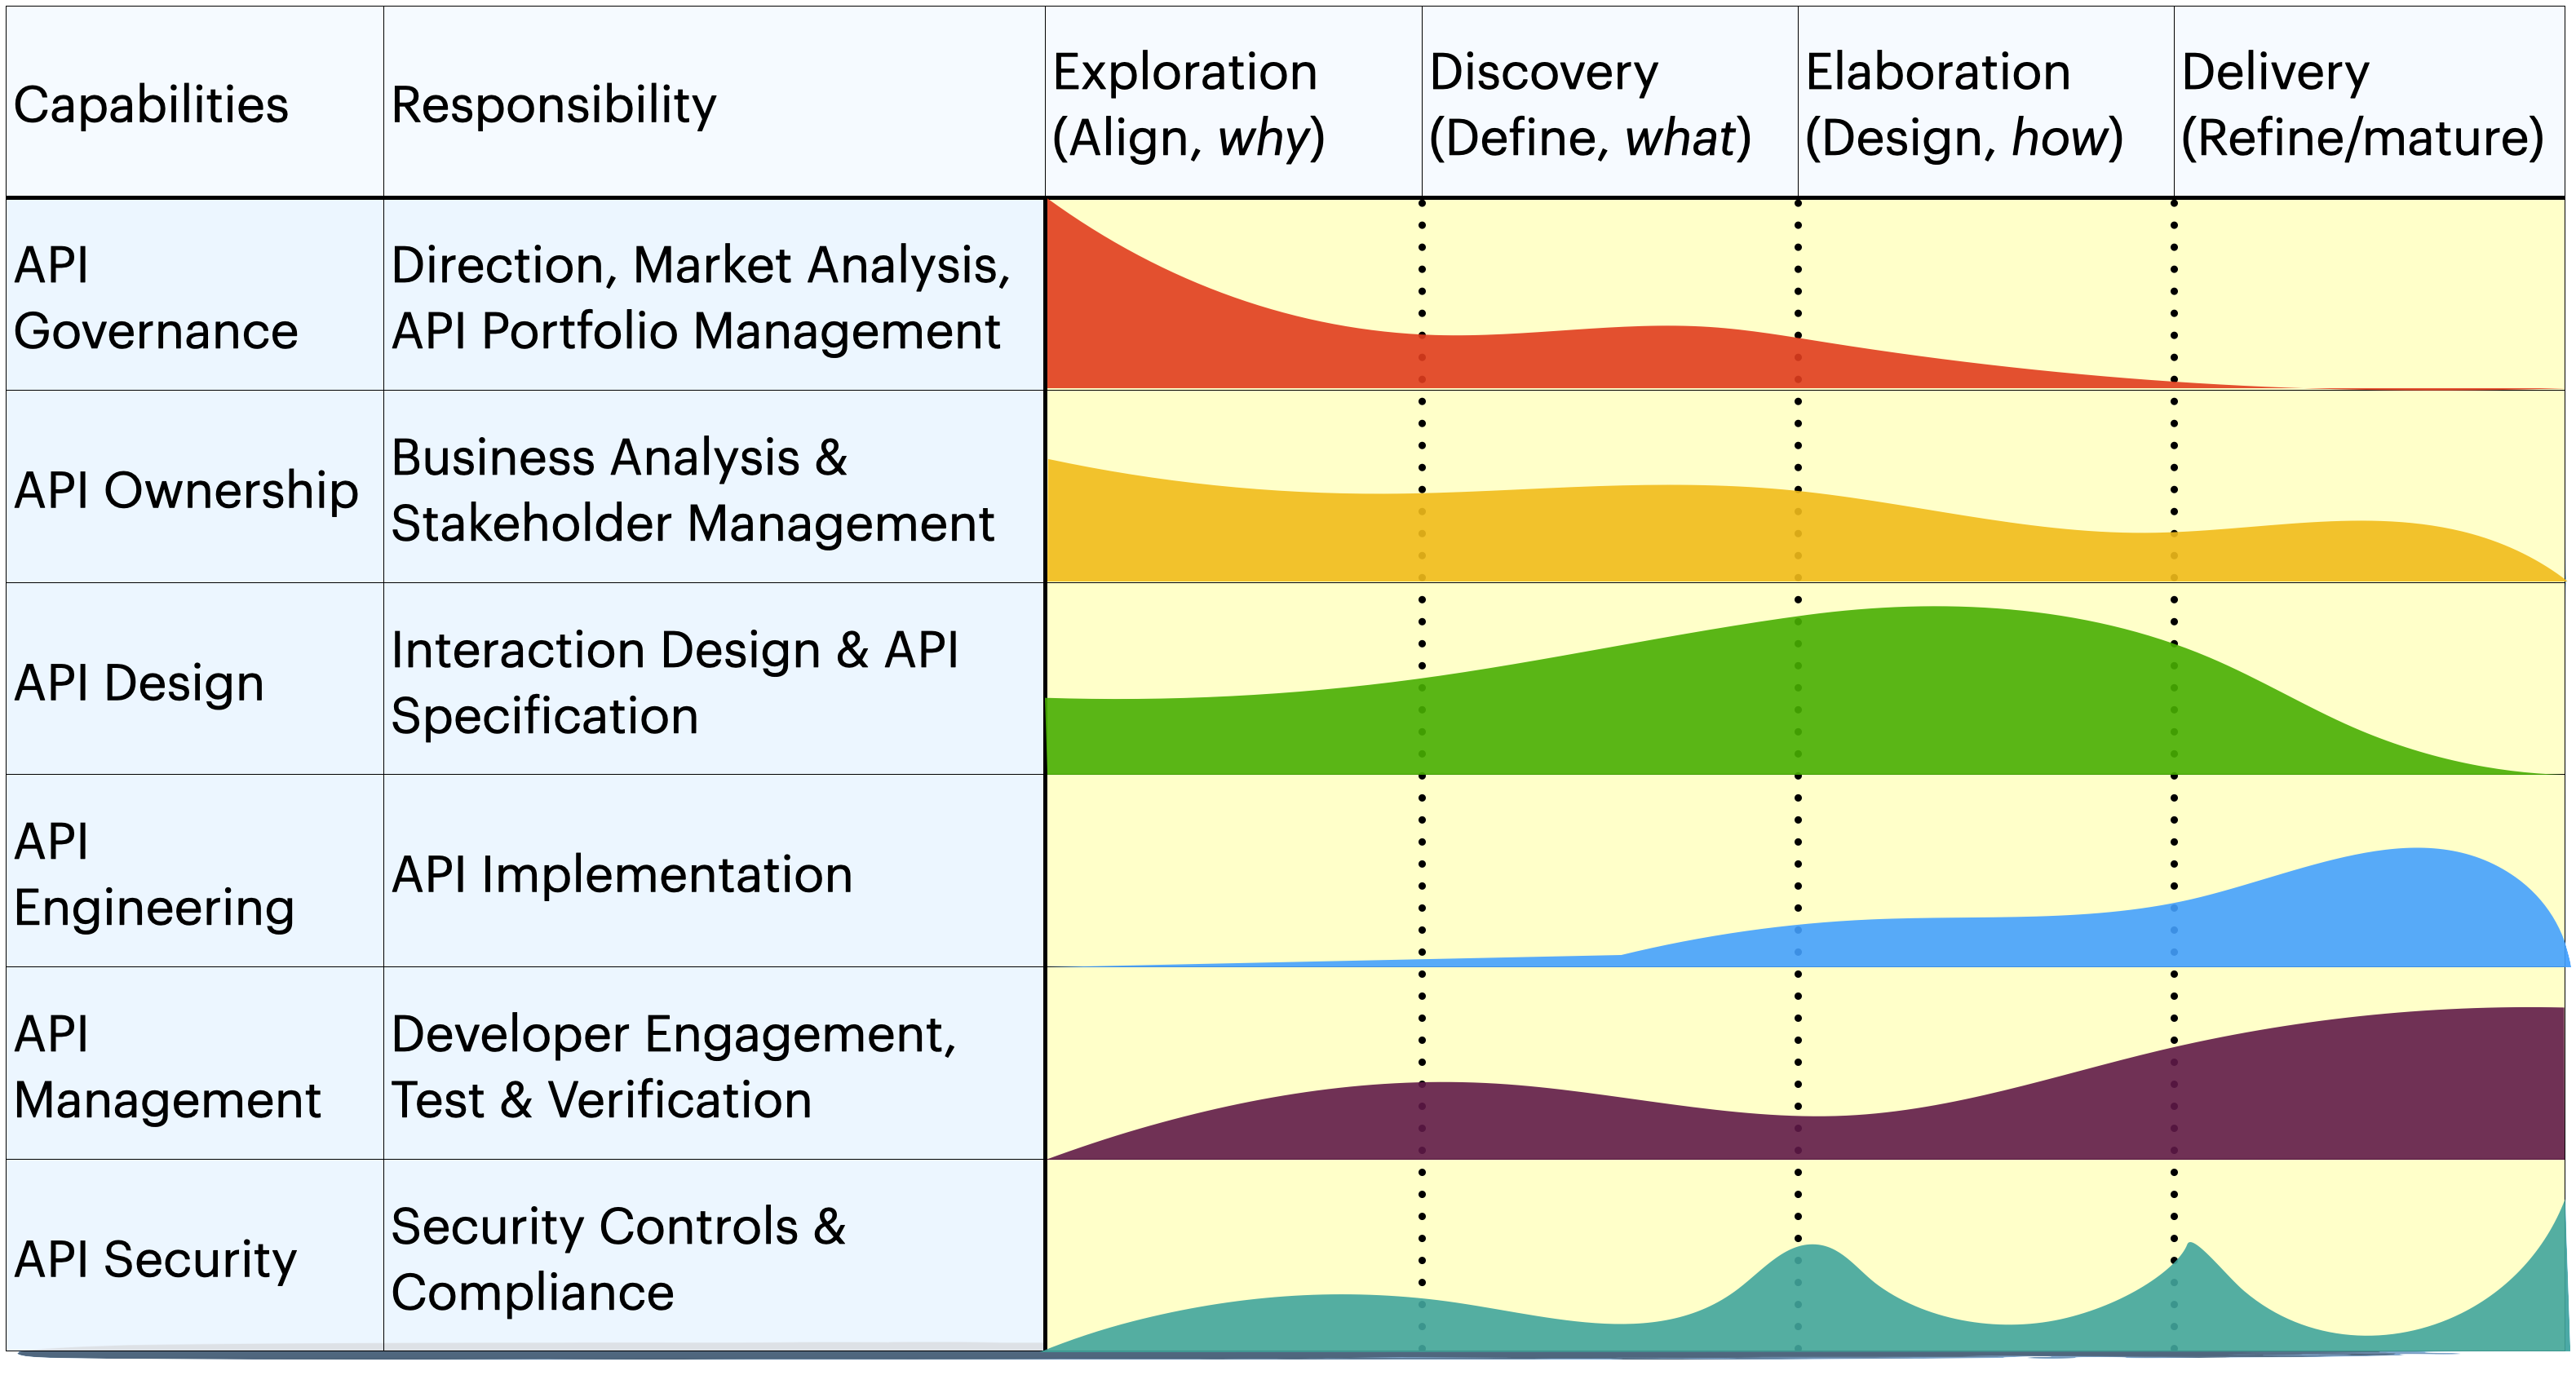 Capabilities
Responsibility
Exploration
(Align, why)
Discovery
(Define, what)
Elaboration
(Design, how)
Delivery
(Refine/mature)
API
Governance
Direction, Market Analysis,
API Portfolio Management
API Ownership
Business Analysis &
Stakeholder Management
API Design
Interaction Design & API
Specification
API
Engineering
API Implementation
API
Management
Developer Engagement,
Test & Verification
API Security
Security Controls &
Compliance